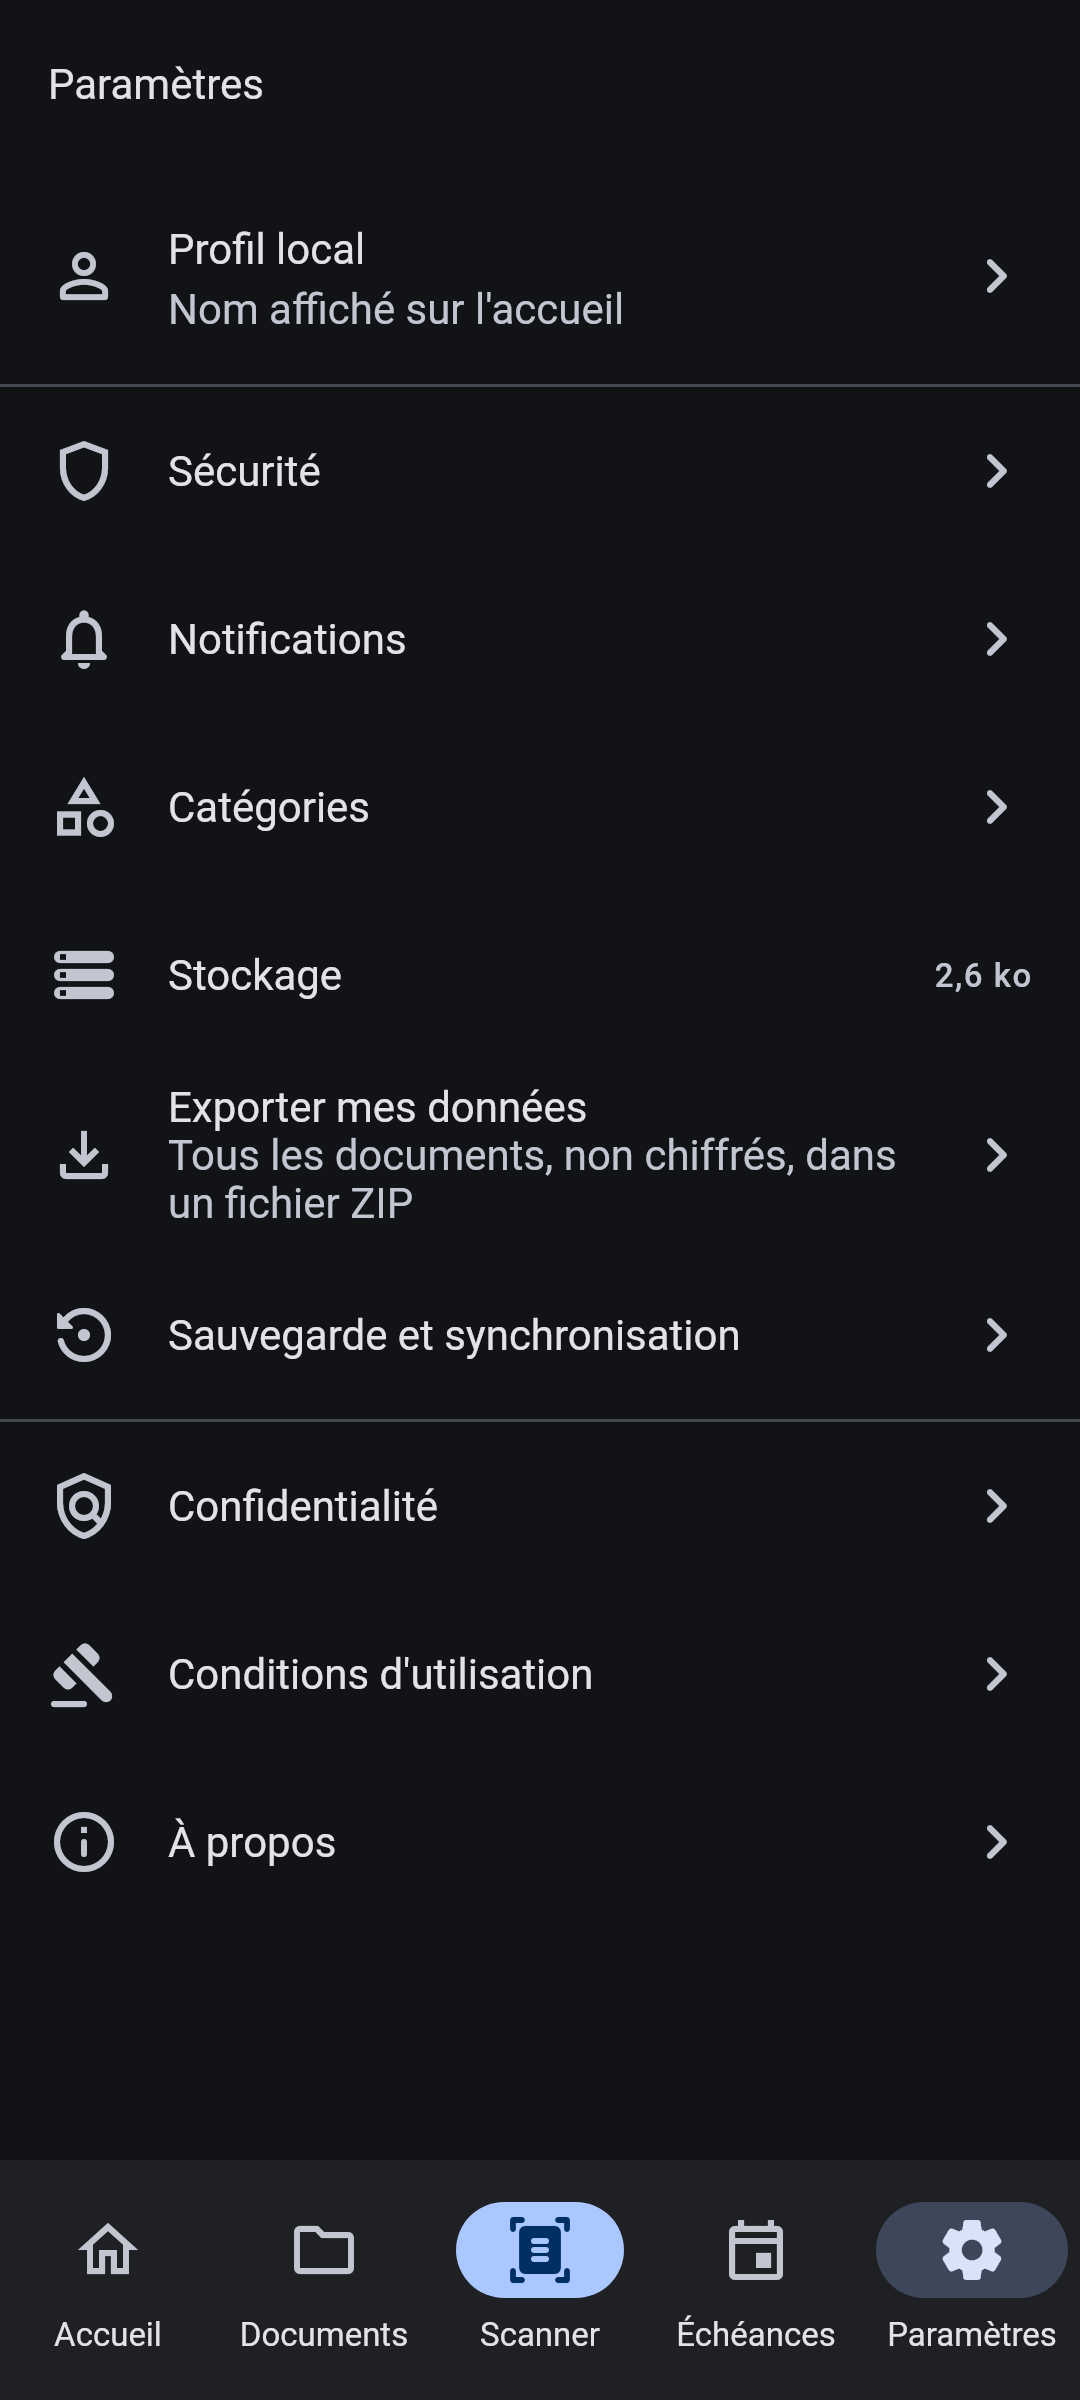 Paramètres
Profil local
Nom affiché sur l'accueil
Sécurité
Notifications
Catégories
Stockage
2,6 ko
Exporter mes données
Tous les documents, non chiffrés, dans
un fichier ZIP
Sauvegarde et synchronisation
Confidentialité
Conditions d'utilisation
À propos
Accueil
Documents
Scanner
Échéances
Paramètres